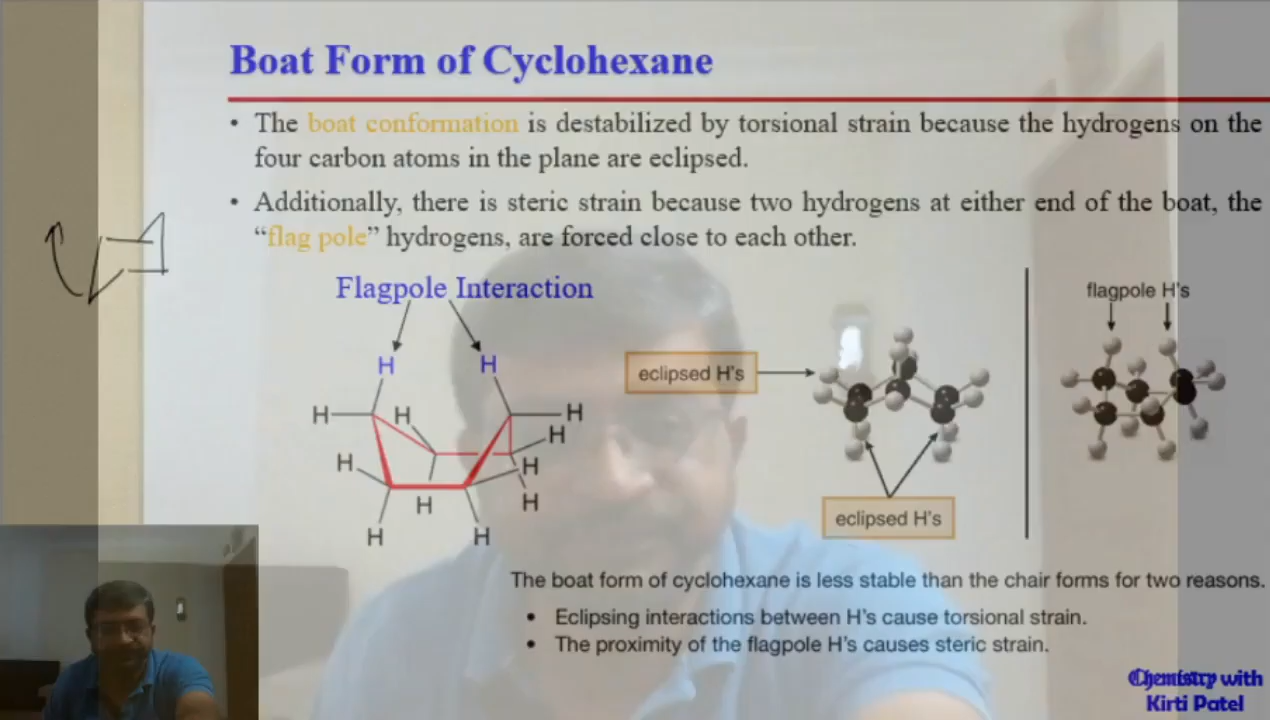 Boat Form of Cyclohexane
• The boat conformation is destabilized by torsional strain because the hydrogens on the
four carbon atoms in the plane are eclipsed.
• Additionally, there is steric strain because two hydrogens at either end of the boat, the
“flag pole” hydrogens, are forced close to each other.
Flagpole Interaction
flagpole H's
H H
eclipsed H's
H H H
H
H H
H H
H H
eclipsed H's
The boat form of cyclohexane is less stable than the chair forms for two reasons.
• Eclipsing interactions between H's cause torsional strain.
• The proximity of the flagpole H's causes steric strain.
Chemistry with
Kirti Patel